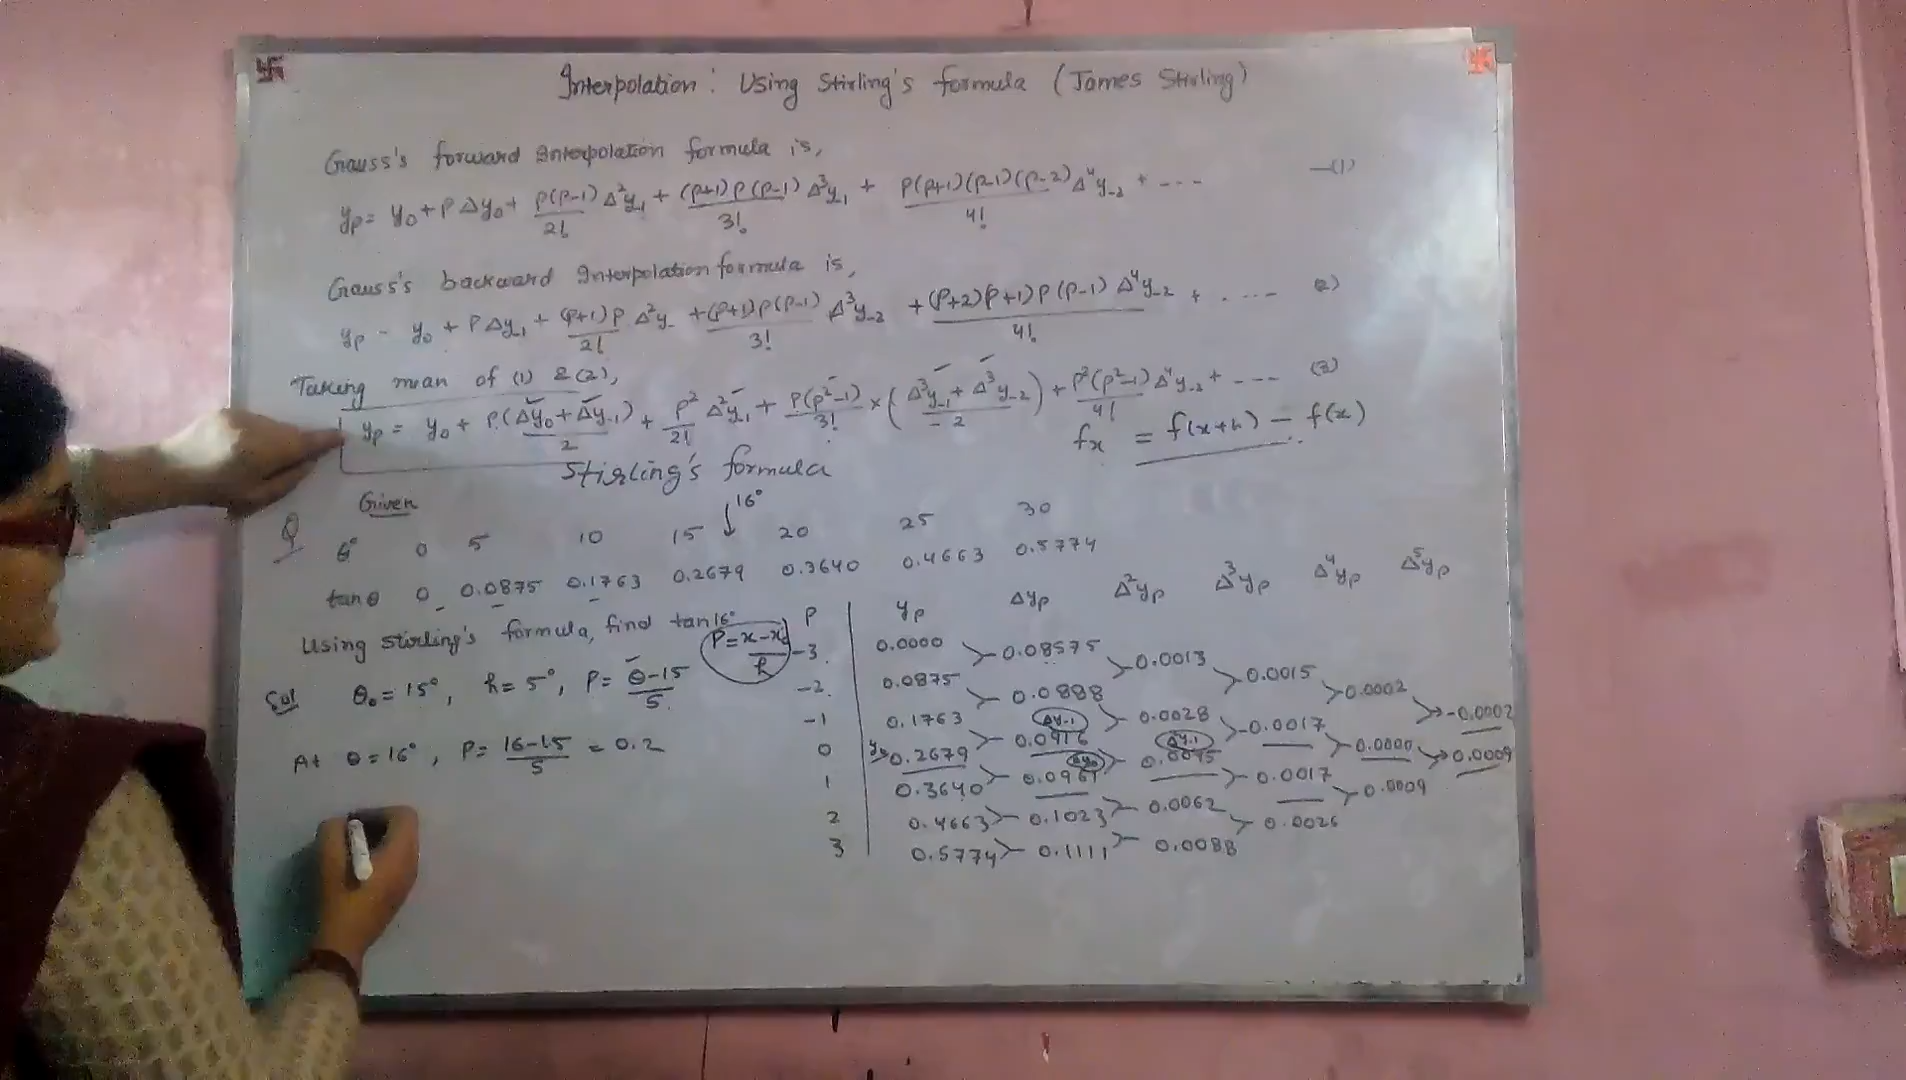 Interpolation: Using Stirling's formula (James Stirling)
Gauss's forward Interpolation formula is,
yₚ = y₀ + PΔy₀ + P(P-1)/2! Δ²y₋₁ + (P+1)P(P-1)/3! Δ³y₋₁ + P(P+1)(P-1)(P-2)/4! Δ⁴y₋₂ + --- —(1)
Gauss's backward Interpolation formula is,
yₚ - y₀ + PΔy₋₁ + (P+1)P/2! Δ²y₋ + (P+1)P(P-1)/3! Δ³y₋₂ + (P+2)(P+1)P(P-1)/4! Δ⁴y₋₂ + . --- (2)
Taking mean of (1) & (2),
yₚ = y₀ + P(Δy₀ + Δy₋₁)/2 + P²/2! Δ²y₋₁ + P(P²-1)/3! × (Δ³y₋₁ + Δ³y₋₂)/2 + P²(P²-1)/4! Δ⁴y₋₂ + --- (3)
fx = f(x+h) - f(x)
Stirling's formula
Given
16°
Q θ° 0 5 10 15 20 25 30
tanθ 0 0.0875 0.1763 0.2679 0.3640 0.4663 0.5774
Using Stirling's formula, find tan16°
Sol θ₀ = 15°, h = 5°, P = θ-15/5
P = x-x₀/h
At θ = 16°, P = 16-15/5 = 0.2
P yₚ Δyₚ Δ²yₚ Δ³yₚ Δ⁴yₚ Δ⁵yₚ
-3 0.0000 0.08575 0.0013 0.0015 0.0002 -0.0002
-2 0.0875 0.0888 0.0028 -0.0017 0.0000 0.0009
-1 0.1763 Δy₋₁ 0.0916 0.0045 0.0017 0.0009
0 y₀ 0.2679 Δy₀ 0.0961 0.0062 0.0026
1 0.3640 0.1023 0.0088
2 0.4663 0.1111
3 0.5774